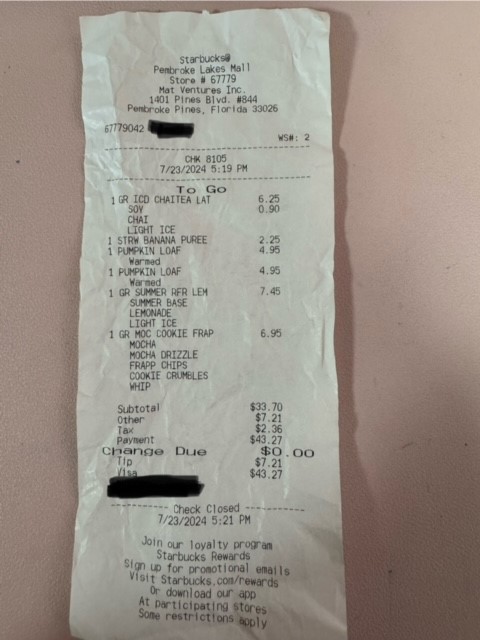 Starbucks®
Pembroke Lakes Mall
Store # 67779
Mat Ventures Inc.
1401 Pines Blvd. #844
Pembroke Pines, Florida 33026
67779042
WS#: 2
CHK 8105
7/23/2024 5:19 PM
To Go
1 GR ICD CHAITEA LAT 6.25
SOY 0.90
CHAI
LIGHT ICE
1 STRW BANANA PUREE 2.25
1 PUMPKIN LOAF 4.95
Warmed
1 PUMPKIN LOAF 4.95
Warmed
1 GR SUMMER RFR LEM 7.45
SUMMER BASE
LEMONADE
LIGHT ICE
1 GR MOC COOKIE FRAP 6.95
MOCHA
MOCHA DRIZZLE
FRAPP CHIPS
COOKIE CRUMBLES
WHIP
Subtotal $33.70
Other $7.21
Tax $2.36
Payment $43.27
Change Due $0.00
Tip $7.21
Visa $43.27
Check Closed
7/23/2024 5:21 PM
Join our loyalty program
Starbucks Rewards
Sign up for promotional emails
Visit Starbucks.com/rewards
Or download our app
At participating stores
Some restrictions apply